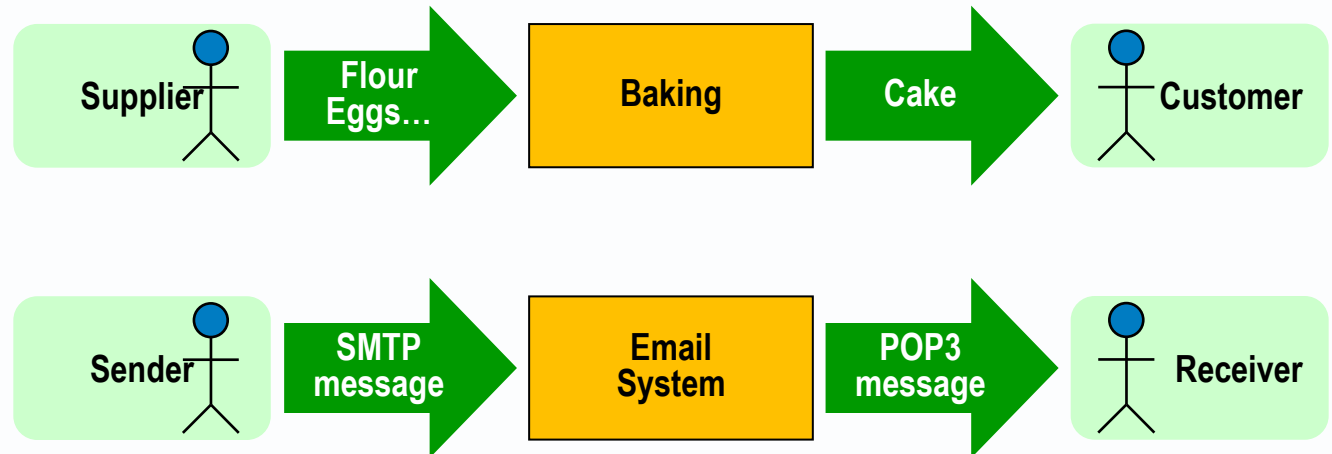 Supplier
Flour
Eggs…
Baking
Cake
Customer
Sender
SMTP
message
Email
System
POP3
message
Receiver